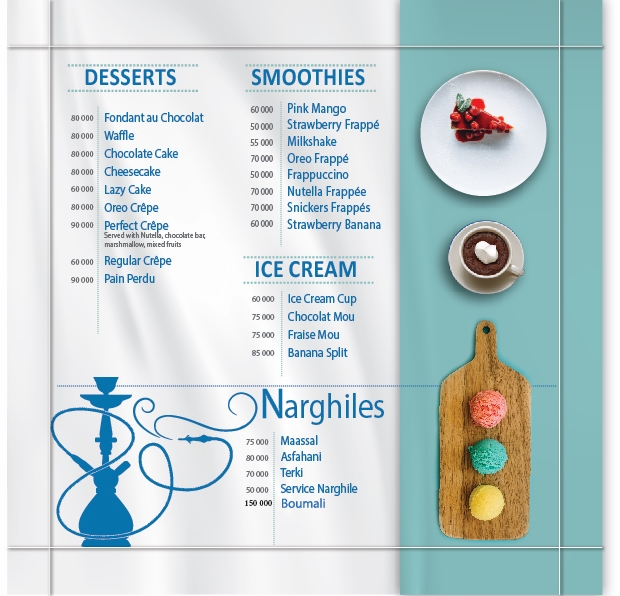 DESSERTS
80 000 Fondant au Chocolat
80 000 Waffle
80 000 Chocolate Cake
80 000 Cheesecake
60 000 Lazy Cake
80 000 Oreo Crêpe
90 000 Perfect Crêpe
Served with Nutella, chocolate bar,
marshmallow, mixed fruits
60 000 Regular Crêpe
90 000 Pain Perdu
SMOOTHIES
60 000 Pink Mango
50 000 Strawberry Frappé
55 000 Milkshake
70 000 Oreo Frappé
50 000 Frappuccino
70 000 Nutella Frappée
70 000 Snickers Frappés
60 000 Strawberry Banana
ICE CREAM
60 000 Ice Cream Cup
75 000 Chocolat Mou
75 000 Fraise Mou
85 000 Banana Split
Narghiles
75 000 Maassal
80 000 Asfahani
70 000 Terki
50 000 Service Narghile
150 000 Boumali